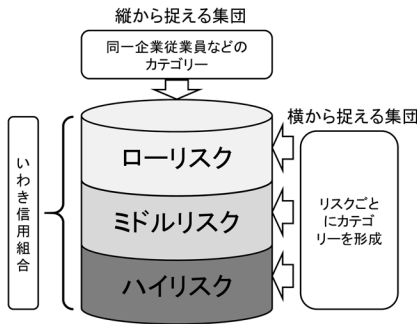 縦から捉える集団
同一企業従業員などの
カテゴリー
横から捉える集団
いわき信用組合
ローリスク
ミドルリスク
ハイリスク
リスクごと
にカテゴ
リーを形成